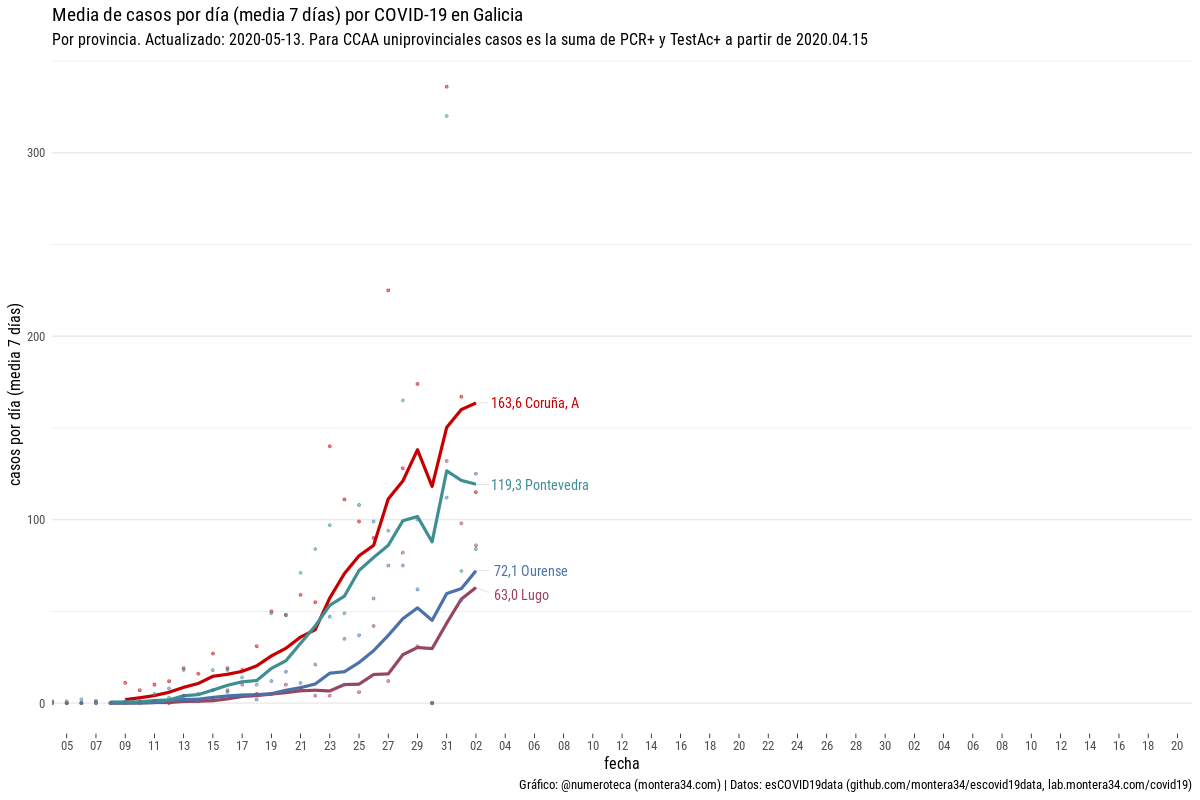 Media de casos por día (media 7 días) por COVID-19 en Galicia
Por provincia. Actualizado: 2020-05-13. Para CCAA uniprovinciales casos es la suma de PCR+ y TestAc+ a partir de 2020.04.15
300
200
100
0
casos por día (media 7 días)
163,6 Coruña, A
119,3 Pontevedra
72,1 Ourense
63,0 Lugo
05 07 09 11 13 15 17 19 21 23 25 27 29 31 02 04 06 08 10 12 14 16 18 20 22 24 26 28 30 02 04 06 08 10 12 14 16 18 20
fecha
Gráfico: @numeroteca (montera34.com) | Datos: esCOVID19data (github.com/montera34/escovid19data, lab.montera34.com/covid19)